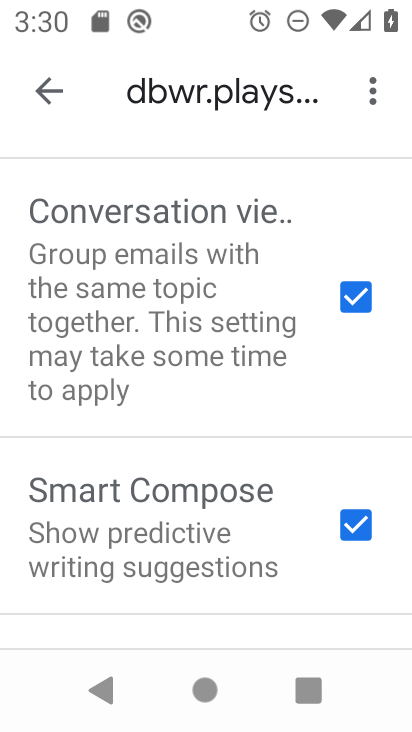 3:30
dbwr.plays...
Conversation vie..
Group emails with
the same topic
together. This setting
may take some time
to apply
Smart Compose
Show predictive
writing suggestions